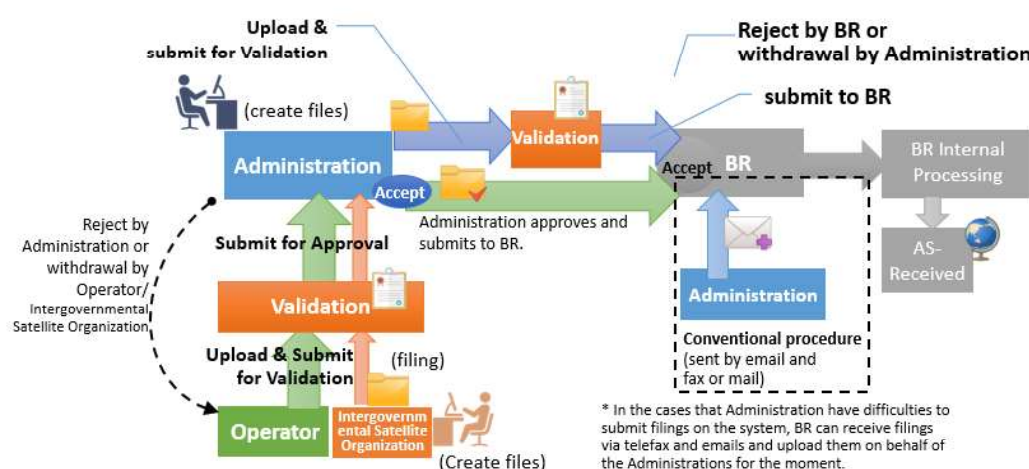 Upload &
submit for Validation
Reject by BR or
withdrawal by Administration
submit to BR
(create files)
Administration
Validation
Accept
BR
BR Internal
Processing
Accept
Administration approves and
submits to BR.
AS-
Received
Reject by
Administration or
withdrawal by
Operator/
Intergovernmental
Satellite Organization
Submit for Approval
Validation
Administration
Conventional procedure
(sent by email and
fax or mail)
Upload & Submit
for Validation
(filing)
Operator
Intergovernm
ental Satellite
Organization
(Create files)
* In the cases that Administration have difficulties to
submit filings on the system, BR can receive filings
via telefax and emails and upload them on behalf of
the Administrations for the moment.